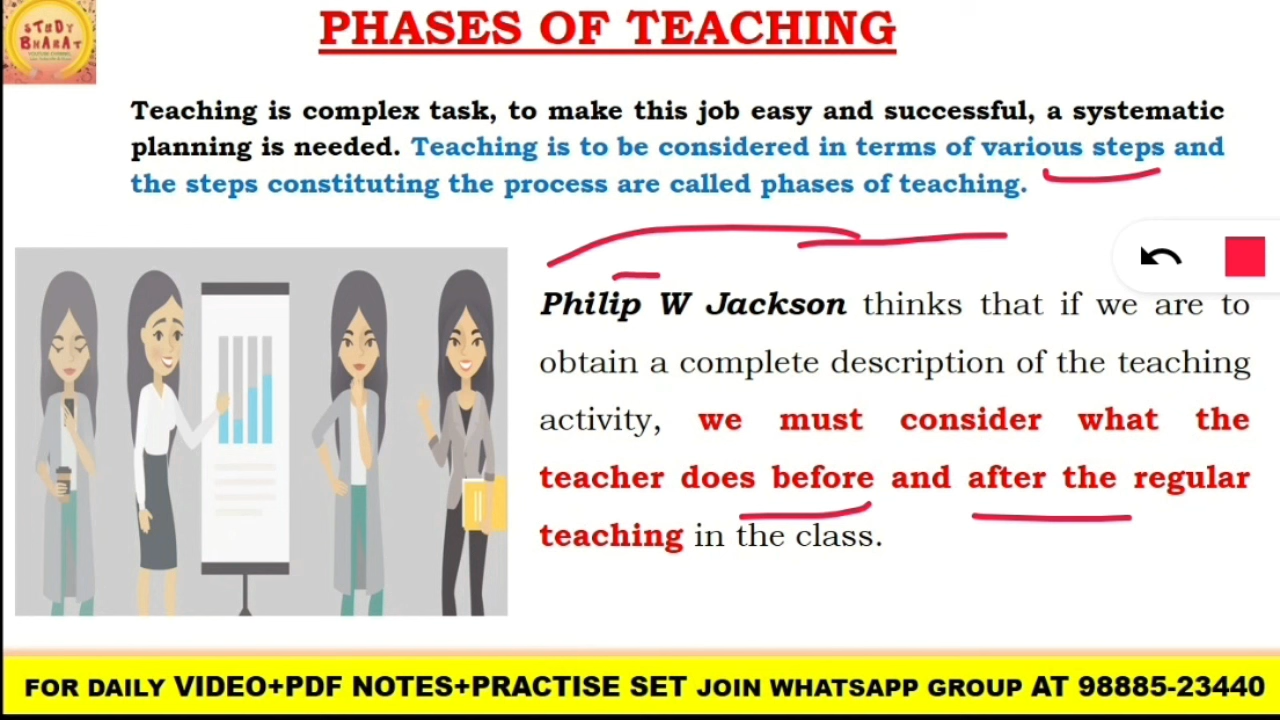 STUDY
BHARAT
PHASES OF TEACHING
Teaching is complex task, to make this job easy and successful, a systematic
planning is needed. Teaching is to be considered in terms of various steps and
the steps constituting the process are called phases of teaching.
Philip W Jackson thinks that if we are to
obtain a complete description of the teaching
activity, we must consider what the
teacher does before and after the regular
teaching in the class.
FOR DAILY VIDEO+PDF NOTES+PRACTISE SET JOIN WHATSAPP GROUP AT 98885-23440